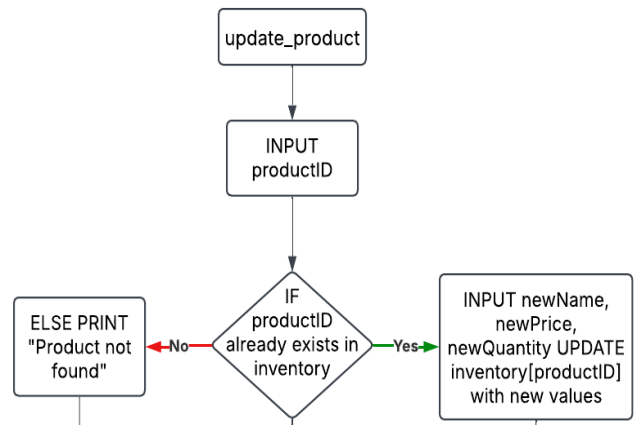 update_product
INPUT
productID
IF
productID
already exists in
inventory
No
Yes
ELSE PRINT
"Product not
found"
INPUT newName,
newPrice,
newQuantity UPDATE
inventory[productID]
with new values